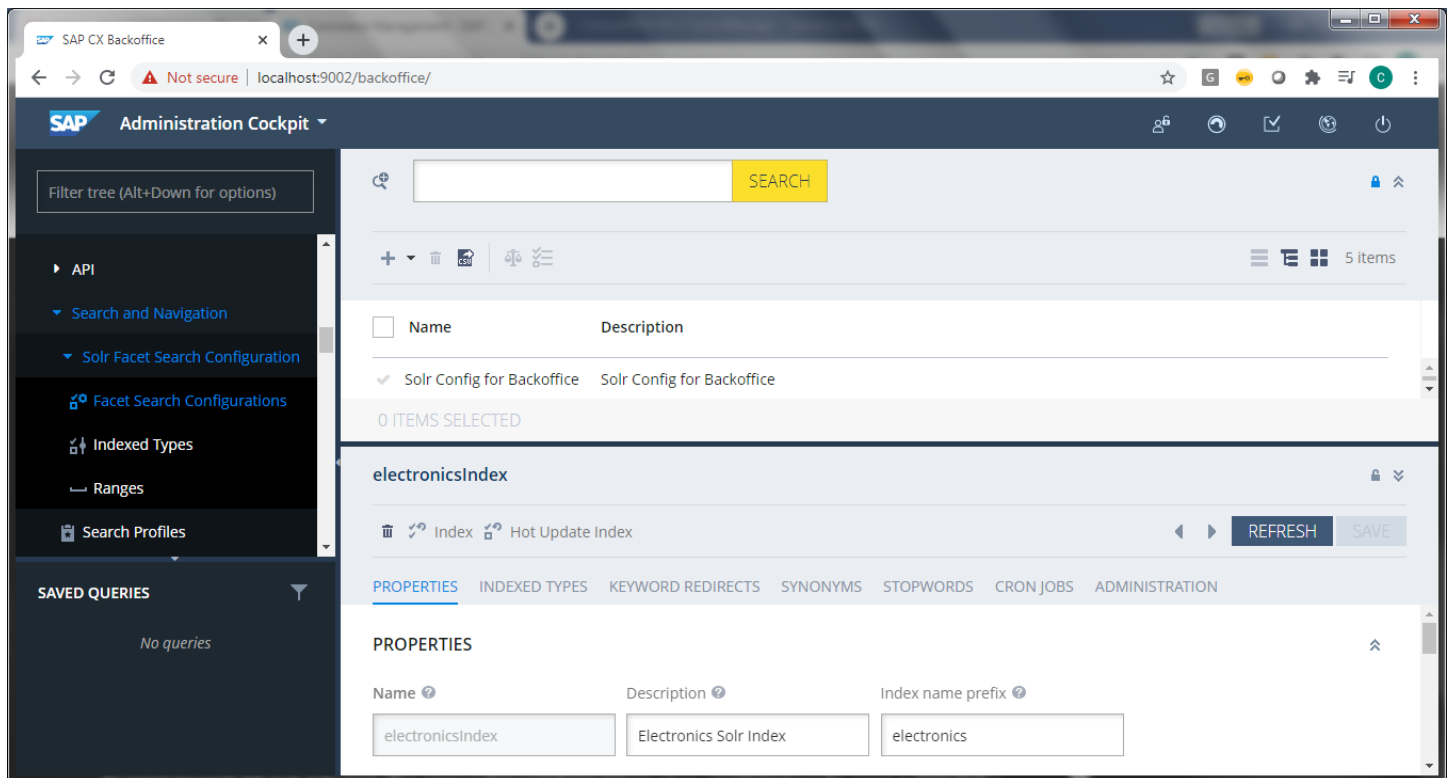 SAP CX Backoffice
Not secure | localhost:9002/backoffice/
G
C
SAP Administration Cockpit
Filter tree (Alt+Down for options)
SEARCH
API
Search and Navigation
Solr Facet Search Configuration
Facet Search Configurations
Indexed Types
Ranges
Search Profiles
SAVED QUERIES
No queries
CSV
5 items
Name Description
Solr Config for Backoffice Solr Config for Backoffice
0 ITEMS SELECTED
electronicsIndex
Index Hot Update Index REFRESH SAVE
PROPERTIES INDEXED TYPES KEYWORD REDIRECTS SYNONYMS STOPWORDS CRON JOBS ADMINISTRATION
PROPERTIES
Name Description Index name prefix
electronicsIndex Electronics Solr Index electronics